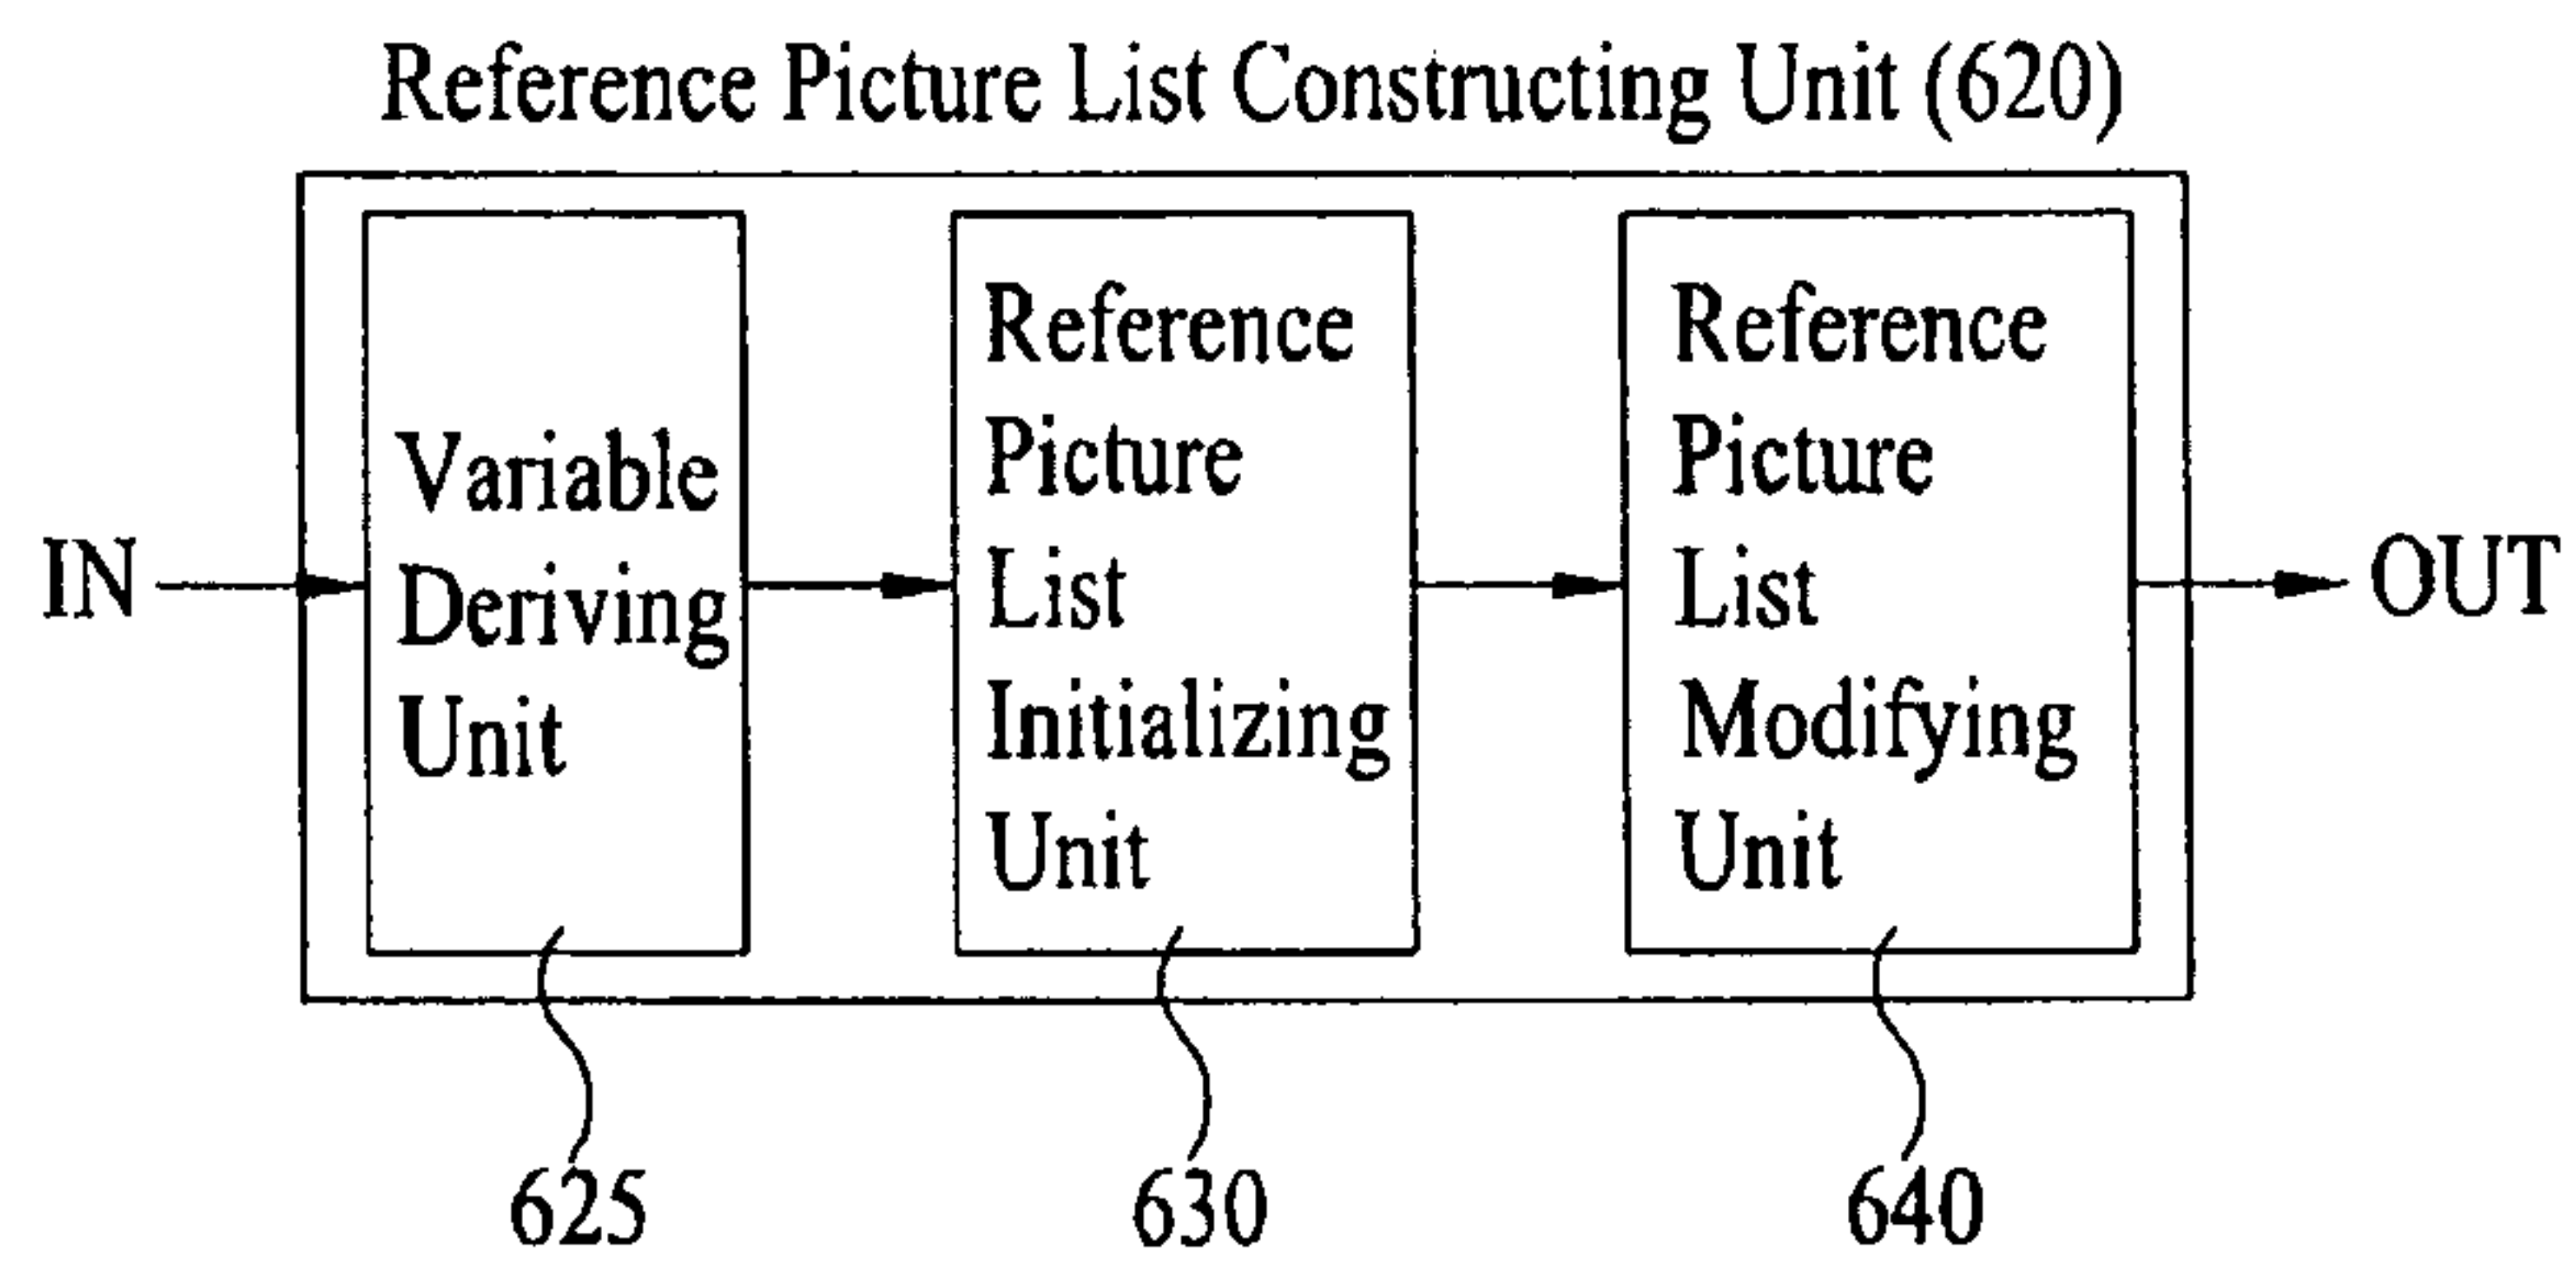 Reference Picture List Constructing Unit (620)
IN
Variable
Deriving
Unit
Reference
Picture
List
Initializing
Unit
Reference
Picture
List
Modifying
Unit
OUT
625
630
640